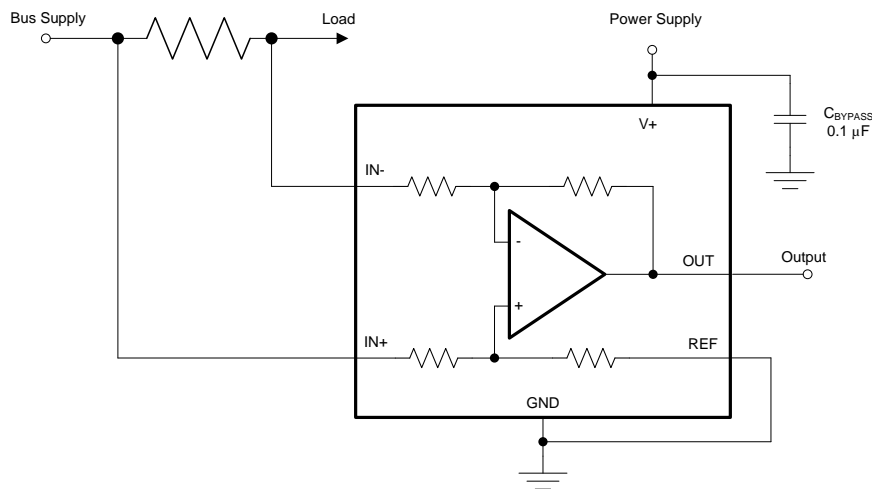 Bus Supply
Load
Power Supply
C_BYPASS
0.1 µF
V+
IN-
-
OUT
Output
+
IN+
REF
GND